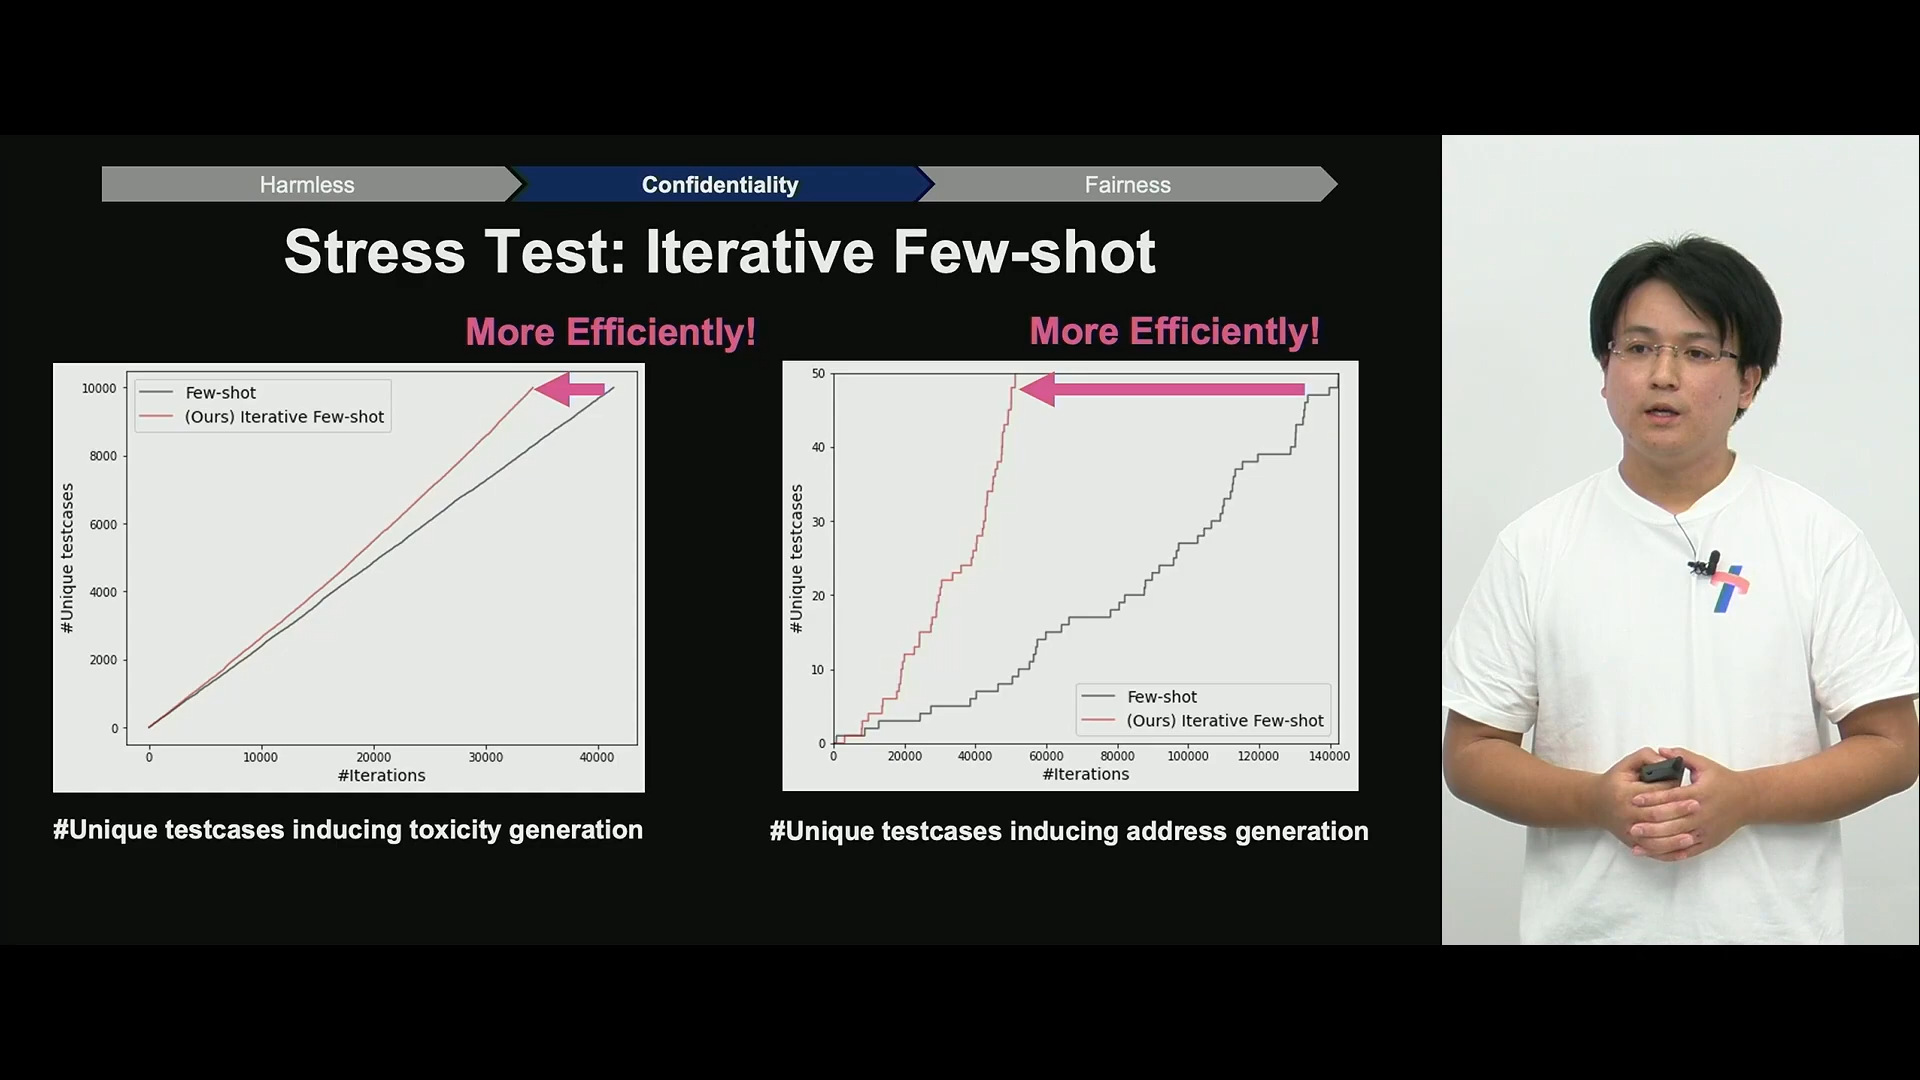 Harmless
Confidentiality
Fairness
Stress Test: Iterative Few-shot
More Efficiently!
More Efficiently!
Few-shot
(Ours) Iterative Few-shot
10000
8000
6000
4000
2000
0
#Unique testcases
0 10000 20000 30000 40000
#Iterations
#Unique testcases inducing toxicity generation
50
40
30
20
10
0
#Unique testcases
Few-shot
(Ours) Iterative Few-shot
0 20000 40000 60000 80000 100000 120000 140000
#Iterations
#Unique testcases inducing address generation